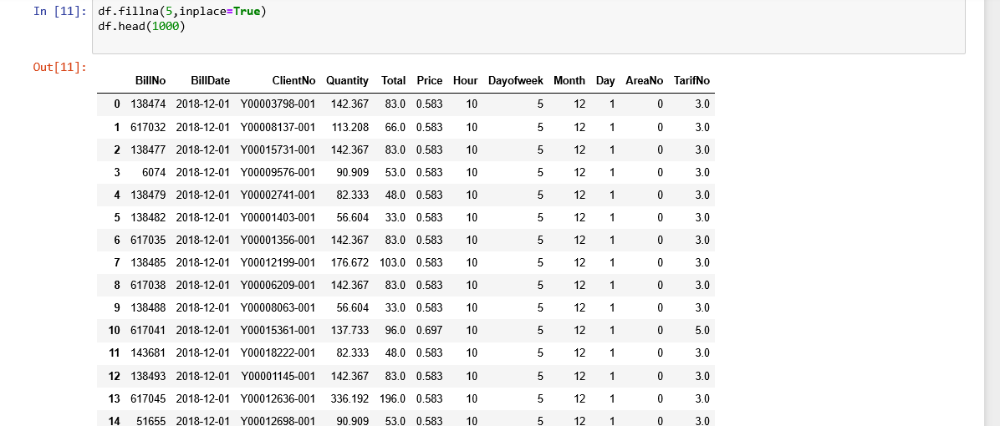 In [11]: df.fillna(5,inplace=True)
df.head(1000)
Out[11]:
BillNo BillDate ClientNo Quantity Total Price Hour Dayofweek Month Day AreaNo TarifNo
0 138474 2018-12-01 Y00003798-001 142.367 83.0 0.583 10 5 12 1 0 3.0
1 617032 2018-12-01 Y00008137-001 113.208 66.0 0.583 10 5 12 1 0 3.0
2 138477 2018-12-01 Y00015731-001 142.367 83.0 0.583 10 5 12 1 0 3.0
3 6074 2018-12-01 Y00009576-001 90.909 53.0 0.583 10 5 12 1 0 3.0
4 138479 2018-12-01 Y00002741-001 82.333 48.0 0.583 10 5 12 1 0 3.0
5 138482 2018-12-01 Y00001403-001 56.604 33.0 0.583 10 5 12 1 0 3.0
6 617035 2018-12-01 Y00001356-001 142.367 83.0 0.583 10 5 12 1 0 3.0
7 138485 2018-12-01 Y00012199-001 176.672 103.0 0.583 10 5 12 1 0 3.0
8 617038 2018-12-01 Y00006209-001 142.367 83.0 0.583 10 5 12 1 0 3.0
9 138488 2018-12-01 Y00008063-001 56.604 33.0 0.583 10 5 12 1 0 3.0
10 617041 2018-12-01 Y00015361-001 137.733 96.0 0.697 10 5 12 1 0 5.0
11 143681 2018-12-01 Y00018222-001 82.333 48.0 0.583 10 5 12 1 0 3.0
12 138493 2018-12-01 Y00001145-001 142.367 83.0 0.583 10 5 12 1 0 3.0
13 617045 2018-12-01 Y00012636-001 336.192 196.0 0.583 10 5 12 1 0 3.0
14 51655 2018-12-01 Y00012698-001 90.909 53.0 0.583 10 5 12 1 0 3.0